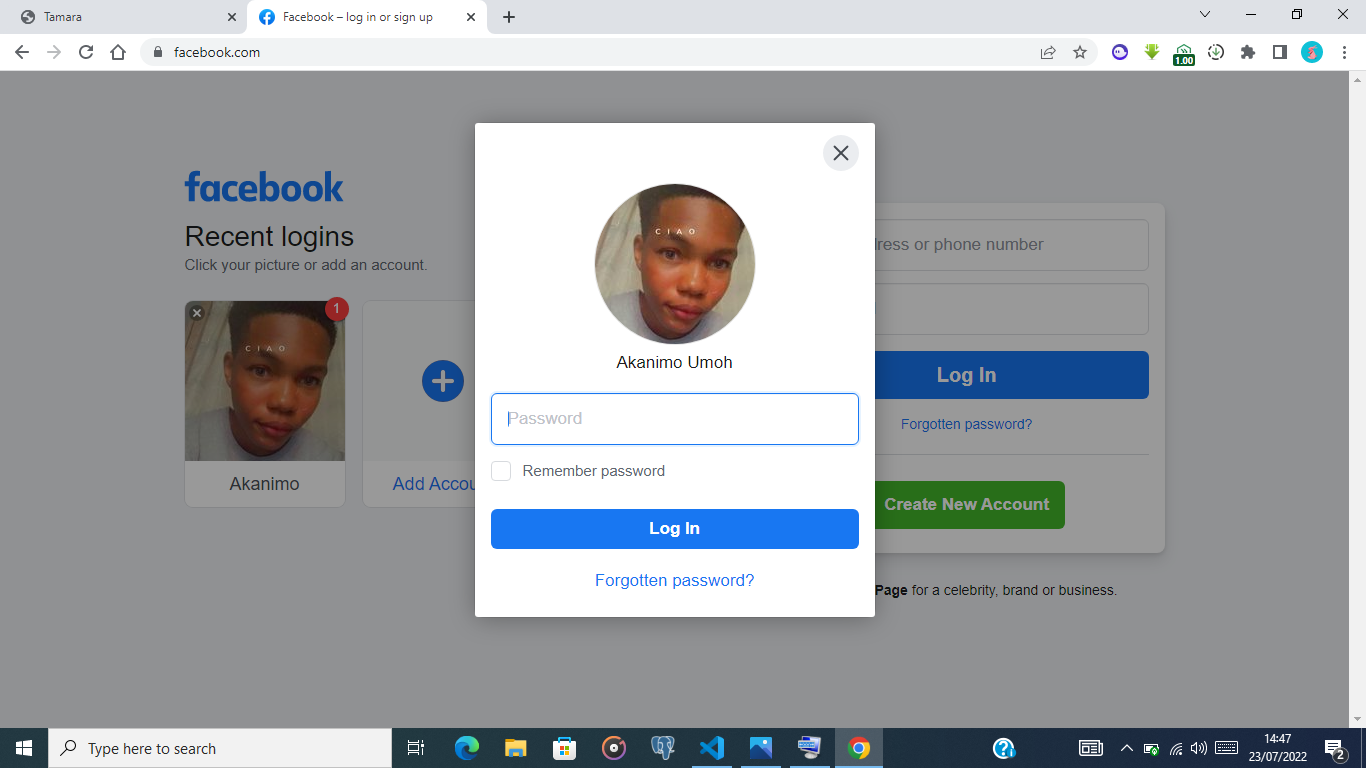 Tamara
Facebook – log in or sign up
facebook.com
1.00
facebook
Recent logins
Click your picture or add an account.
1
CIAO
Akanimo
Add Accou
CIAO
Akanimo Umoh
Password
Remember password
Log In
Forgotten password?
dress or phone number
Log In
Forgotten password?
Create New Account
Page for a celebrity, brand or business.
Type here to search
14:47
23/07/2022
2